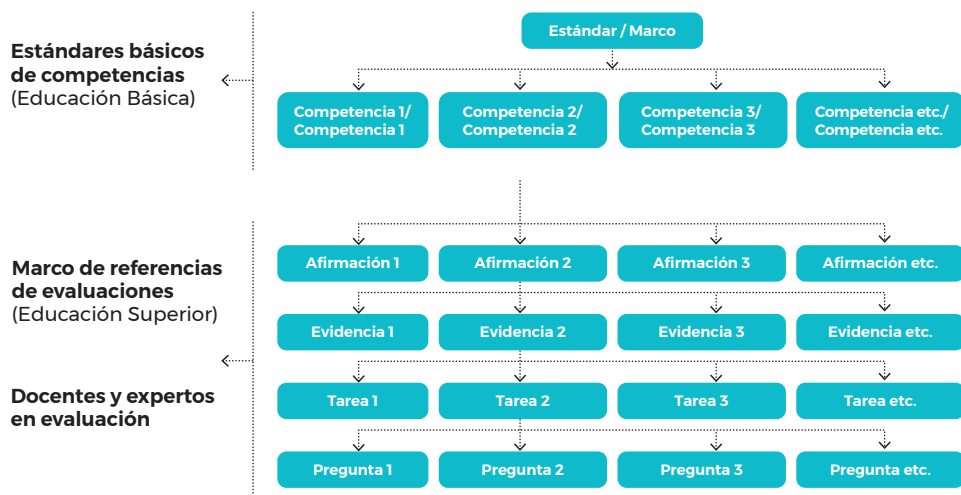 Estándares básicos
de competencias
(Educación Básica)
Estándar / Marco
Competencia 1/
Competencia 1
Competencia 2/
Competencia 2
Competencia 3/
Competencia 3
Competencia etc./
Competencia etc.
Marco de referencias
de evaluaciones
(Educación Superior)
Docentes y expertos
en evaluación
Afirmación 1
Afirmación 2
Afirmación 3
Afirmación etc.
Evidencia 1
Evidencia 2
Evidencia 3
Evidencia etc.
Tarea 1
Tarea 2
Tarea 3
Tarea etc.
Pregunta 1
Pregunta 2
Pregunta 3
Pregunta etc.